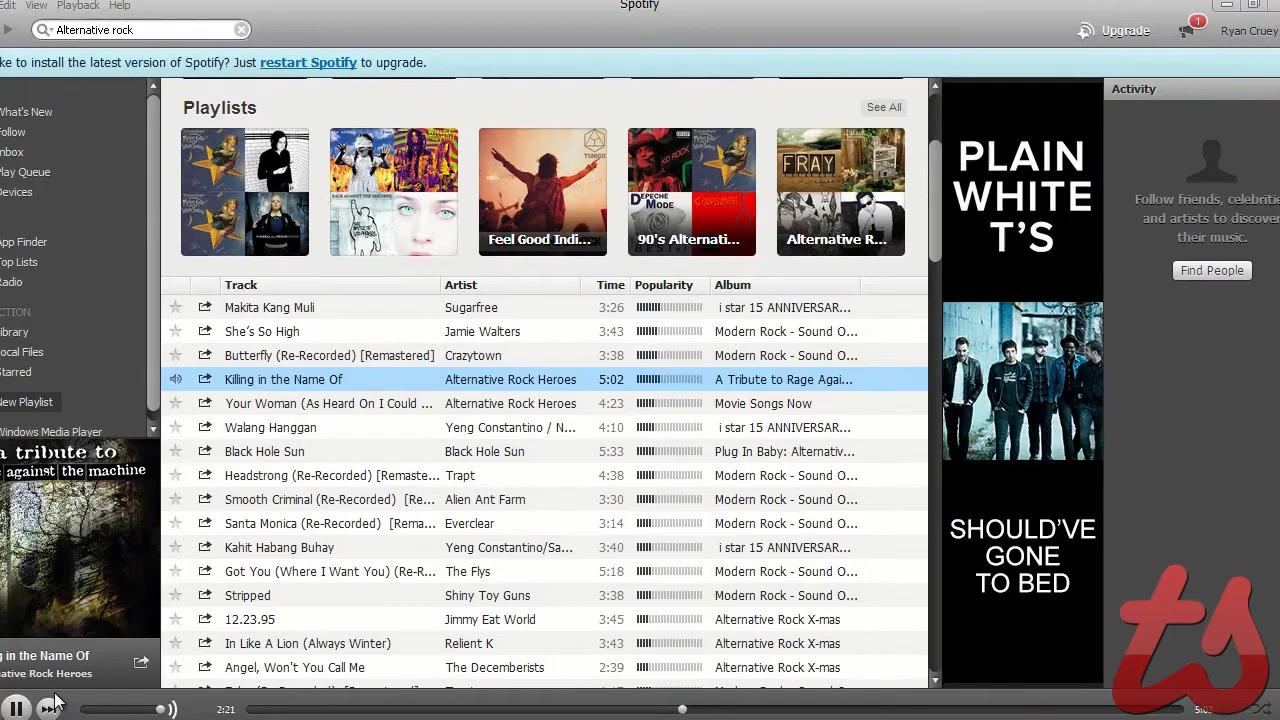 Edit View Playback Help
Spotify
Alternative rock
Upgrade
1
Ryan Cruey
ke to install the latest version of Spotify? Just restart Spotify to upgrade.
What's New
Follow
Inbox
Play Queue
Devices
App Finder
Top Lists
Radio
CTION
Library
Local Files
Starred
New Playlist
Windows Media Player
a tribute to
against the machine
g in the Name Of
native Rock Heroes
Playlists
See All
FRAY
DEPECHE
MODE
Feel Good Indi...
90's Alternati...
Alternative R...
Track Artist Time Popularity Album
Makita Kang Muli Sugarfree 3:26 i star 15 ANNIVERSAR...
She's So High Jamie Walters 3:43 Modern Rock - Sound O...
Butterfly (Re-Recorded) [Remastered] Crazytown 3:38 Modern Rock - Sound O...
Killing in the Name Of Alternative Rock Heroes 5:02 A Tribute to Rage Agai...
Your Woman (As Heard On I Could ... Alternative Rock Heroes 4:23 Movie Songs Now
Walang Hanggan Yeng Constantino / N... 4:10 i star 15 ANNIVERSAR...
Black Hole Sun Black Hole Sun 5:33 Plug In Baby: Alternativ...
Headstrong (Re-Recorded) [Remaste... Trapt 4:38 Modern Rock - Sound O...
Smooth Criminal (Re-Recorded) [Re... Alien Ant Farm 3:30 Modern Rock - Sound O...
Santa Monica (Re-Recorded) [Rema... Everclear 3:14 Modern Rock - Sound O...
Kahit Habang Buhay Yeng Constantino/Sa... 3:40 i star 15 ANNIVERSAR...
Got You (Where I Want You) (Re-R... The Flys 5:18 Modern Rock - Sound O...
Stripped Shiny Toy Guns 3:38 Modern Rock - Sound O...
12.23.95 Jimmy Eat World 3:45 Alternative Rock X-mas
In Like A Lion (Always Winter) Relient K 3:43 Alternative Rock X-mas
Angel, Won't You Call Me The Decemberists 2:39 Alternative Rock X-mas
PLAIN
WHITE
T'S
SHOULD'VE
GONE
TO BED
Activity
Follow friends, celebritie
and artists to discove
their music.
Find People
2:21
5:02
ts